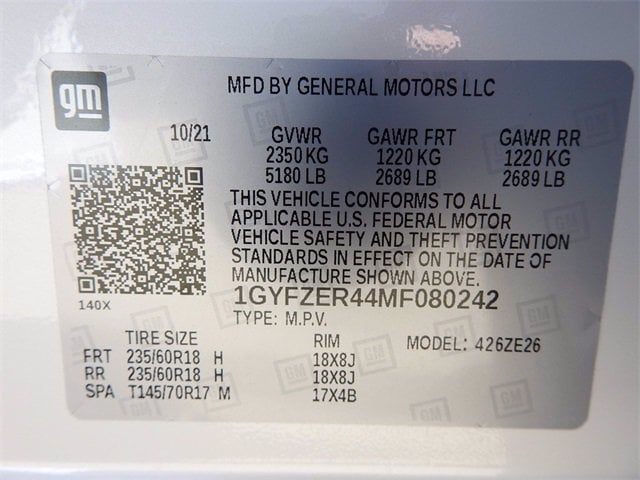 gm
MFD BY GENERAL MOTORS LLC
10/21 GVWR GAWR FRT GAWR RR
2350 KG 1220 KG 1220 KG
5180 LB 2689 LB 2689 LB
THIS VEHICLE CONFORMS TO ALL
APPLICABLE U.S. FEDERAL MOTOR
VEHICLE SAFETY AND THEFT PREVENTION
STANDARDS IN EFFECT ON THE DATE OF
MANUFACTURE SHOWN ABOVE.
140X
1GYFZER44MF080242
TYPE: M.P.V.
TIRE SIZE RIM MODEL: 426ZE26
FRT 235/60R18 H 18X8J
RR 235/60R18 H 18X8J
SPA T145/70R17 M 17X4B